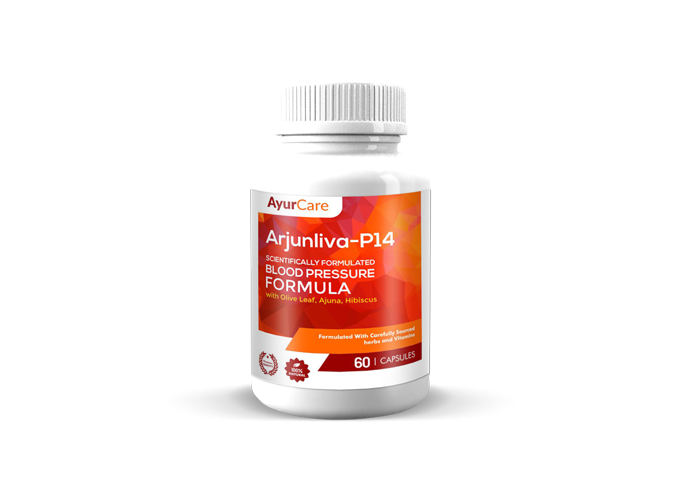 AyurCare
Arjunliva-P14
SCIENTIFICALLY FORMULATED
BLOOD PRESSURE
FORMULA
with Olive Leaf, Ajuna, Hibiscus
Formulated With Carefully Sourced
herbs and Vitamins
60 | CAPSULES
100%
NATURAL